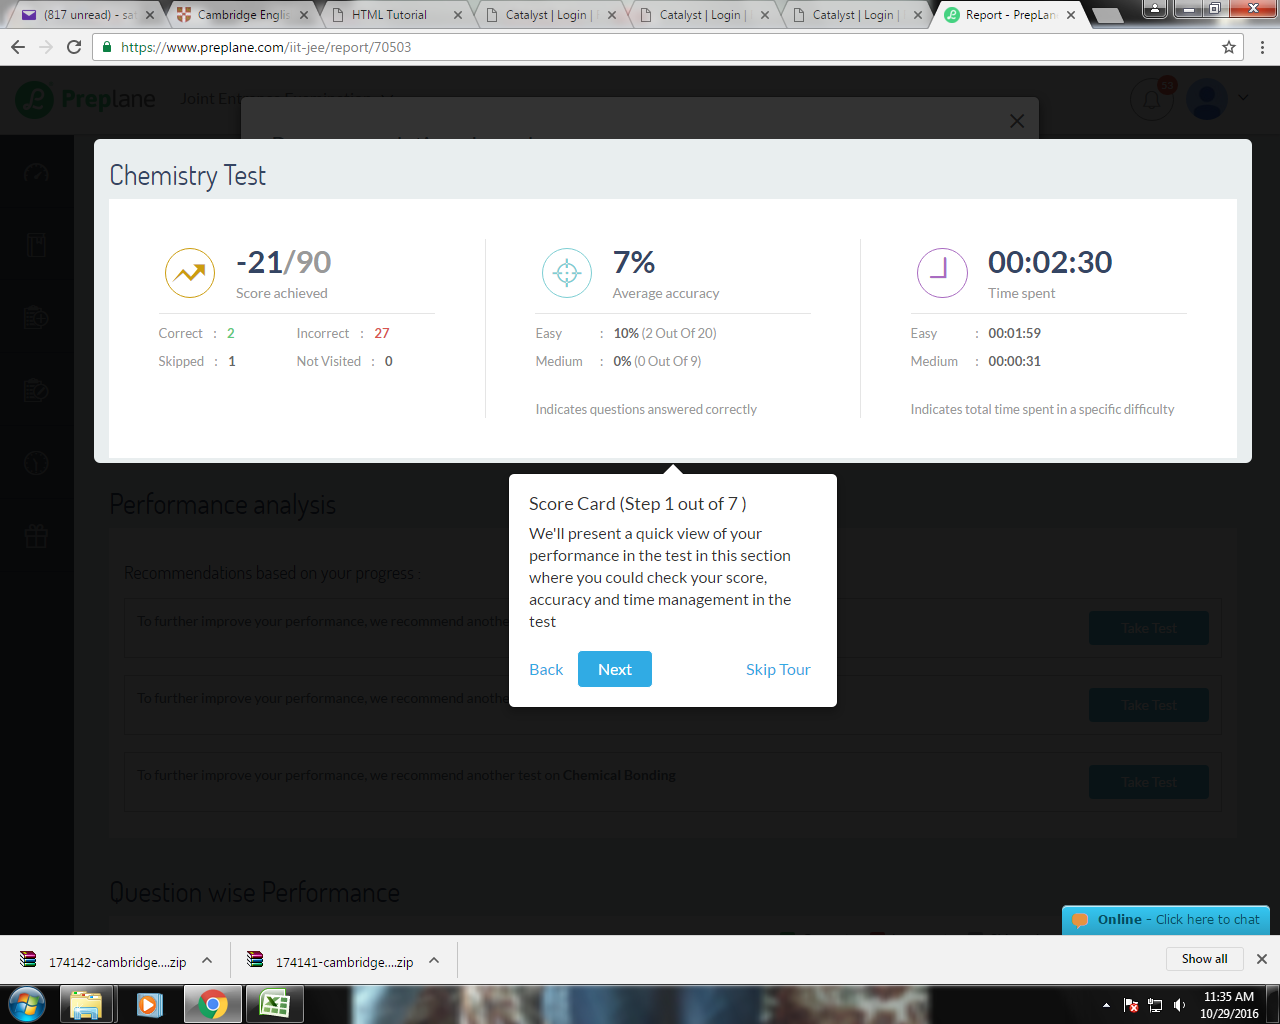 (817 unread) - sa
Cambridge Englis
HTML Tutorial
Catalyst | Login |
Catalyst | Login |
Catalyst | Login |
Report - PrepLan
https://www.preplane.com/iit-jee/report/70503
Preplane
Chemistry Test
-21/90
Score achieved
Correct : 2
Incorrect : 27
Skipped : 1
Not Visited : 0
7%
Average accuracy
Easy : 10% (2 Out Of 20)
Medium : 0% (0 Out Of 9)
Indicates questions answered correctly
00:02:30
Time spent
Easy : 00:01:59
Medium : 00:00:31
Indicates total time spent in a specific difficulty
Performance analysis
Recommendations based on your progress :
To further improve your performance, we recommend anothe
Take Test
To further improve your performance, we recommend anothe
Take Test
To further improve your performance, we recommend another test on Chemical Bonding
Take Test
Score Card (Step 1 out of 7 )
We'll present a quick view of your
performance in the test in this section
where you could check your score,
accuracy and time management in the
test
Back
Next
Skip Tour
Question wise Performance
Online - Click here to chat
174142-cambridge....zip
174141-cambridge....zip
Show all
11:35 AM
10/29/2016